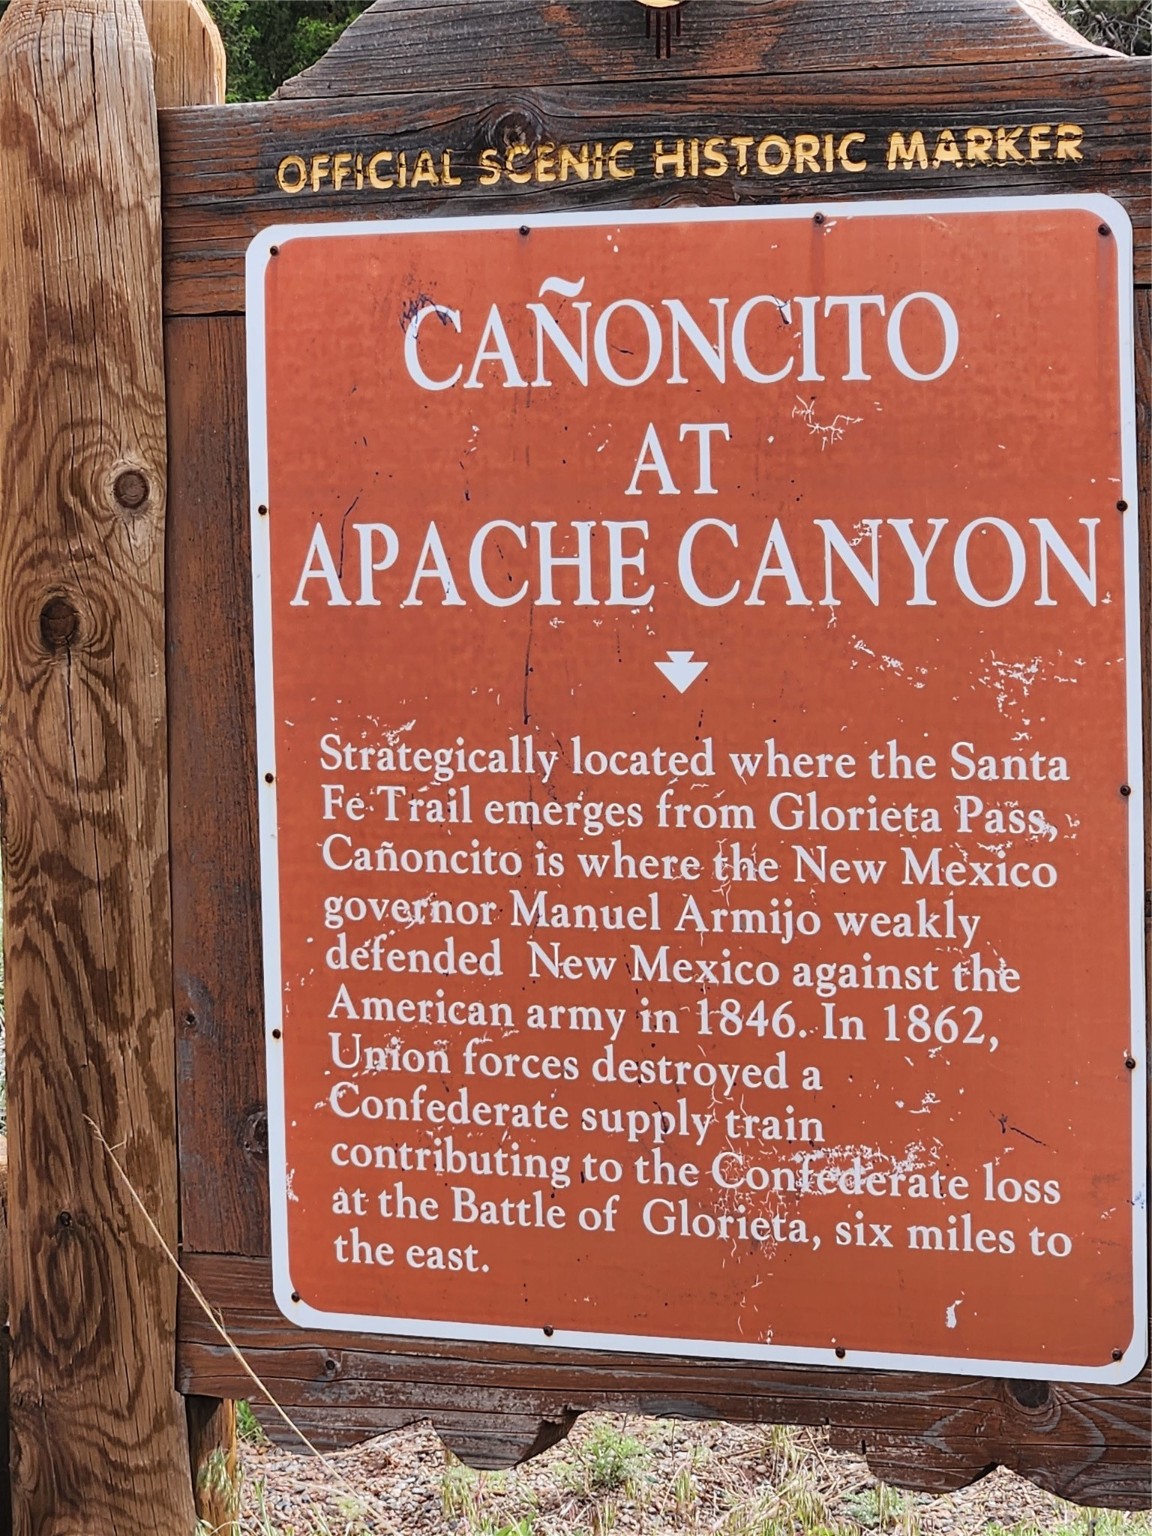 OFFICIAL SCENIC HISTORIC MARKER
CAÑONCITO
AT
APACHE CANYON
Strategically located where the Santa
Fe Trail emerges from Glorieta Pass,
Cañoncito is where the New Mexico
governor Manuel Armijo weakly
defended New Mexico against the
American army in 1846. In 1862,
Union forces destroyed a
Confederate supply train
contributing to the Confederate loss
at the Battle of Glorieta, six miles to
the east.